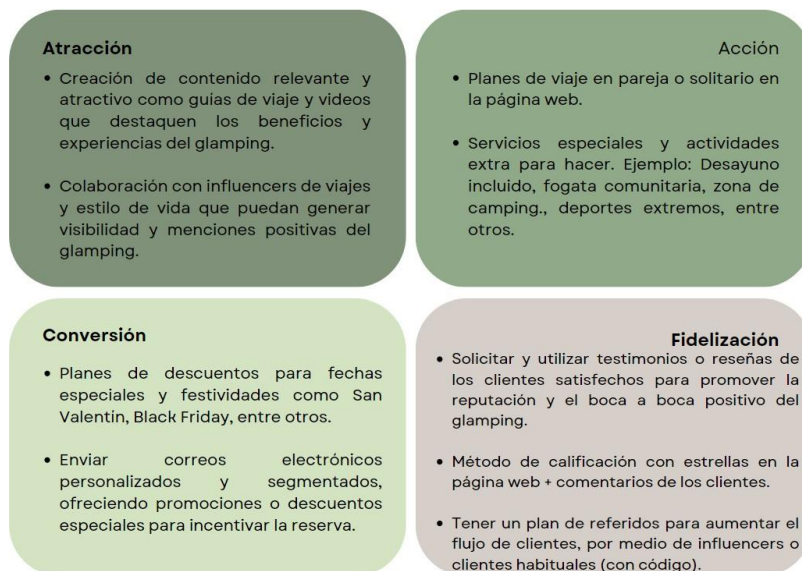 Atracción
• Creación de contenido relevante y
atractivo como guías de viaje y videos
que destaquen los beneficios y
experiencias del glamping.
• Colaboración con influencers de viajes
y estilo de vida que puedan generar
visibilidad y menciones positivas del
glamping.
Acción
• Planes de viaje en pareja o solitario en
la página web.
• Servicios especiales y actividades
extra para hacer. Ejemplo: Desayuno
incluido, fogata comunitaria, zona de
camping., deportes extremos, entre
otros.
Conversión
• Planes de descuentos para fechas
especiales y festividades como San
Valentín, Black Friday, entre otros.
• Enviar correos electrónicos
personalizados y segmentados,
ofreciendo promociones o descuentos
especiales para incentivar la reserva.
Fidelización
• Solicitar y utilizar testimonios o reseñas de
los clientes satisfechos para promover la
reputación y el boca a boca positivo del
glamping.
• Método de calificación con estrellas en la
página web + comentarios de los clientes.
• Tener un plan de referidos para aumentar el
flujo de clientes, por medio de influencers o
clientes habituales (con código).